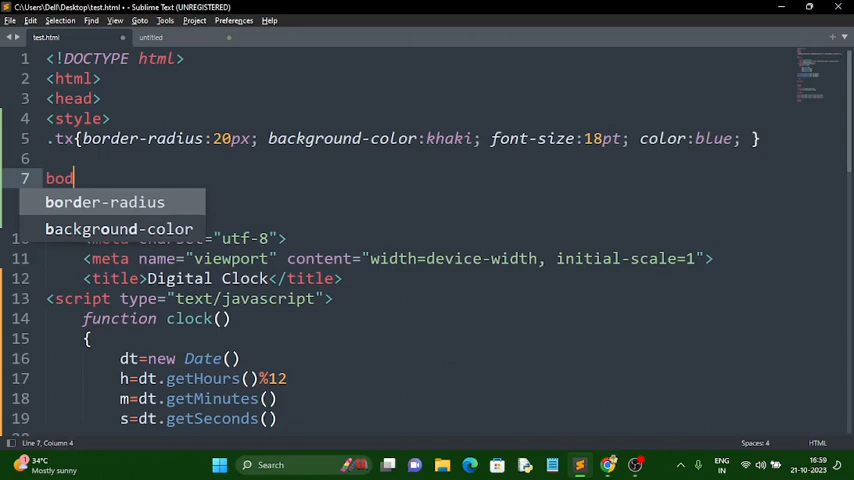 C:\Users\Dell\Desktop\test.html • - Sublime Text (UNREGISTERED)
File Edit Selection Find View Goto Tools Project Preferences Help
test.html untitled
1 <!DOCTYPE html>
2 <html>
3 <head>
4 <style>
5 .tx{border-radius:20px; background-color:khaki; font-size:18pt; color:blue; }
6
7 bod
border-radius
background-color
10 <meta charset="utf-8">
11 <meta name="viewport" content="width=device-width, initial-scale=1">
12 <title>Digital Clock</title>
13 <script type="text/javascript">
14 function clock()
15 {
16 dt=new Date()
17 h=dt.getHours()%12
18 m=dt.getMinutes()
19 s=dt.getSeconds()
Line 7, Column 4 Spaces: 4 HTML
34°C
Mostly sunny
Search
ENG
IN
16:59
21-10-2023